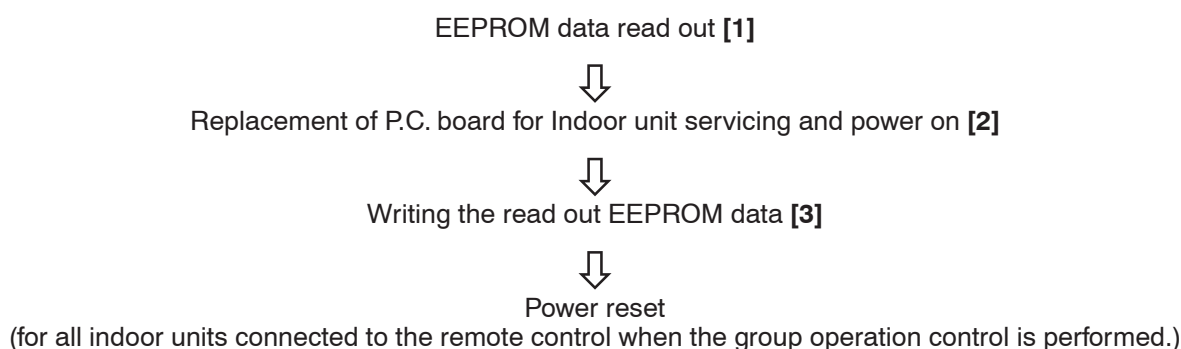 EEPROM data read out [1]
Replacement of P.C. board for Indoor unit servicing and power on [2]
Writing the read out EEPROM data [3]
Power reset
(for all indoor units connected to the remote control when the group operation control is performed.)